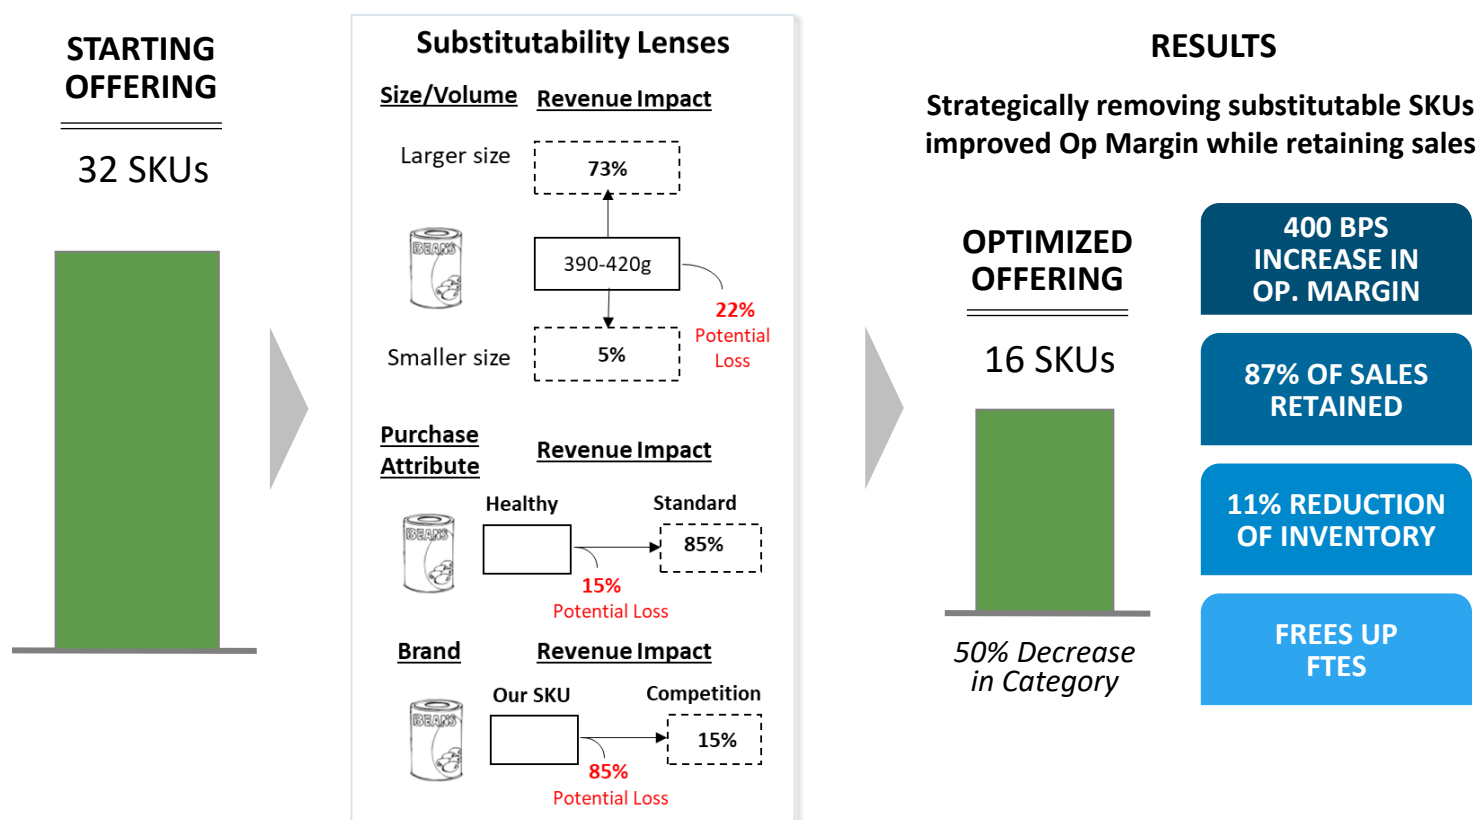 STARTING
OFFERING
32 SKUs
Substitutability Lenses
Size/Volume
Revenue Impact
Larger size
73%
BEANS
390-420g
22%
Potential
Loss
Smaller size
5%
Purchase
Attribute
Revenue Impact
Healthy
Standard
BEANS
85%
15%
Potential Loss
Brand
Revenue Impact
Our SKU
Competition
BEANS
15%
85%
Potential Loss
RESULTS
Strategically removing substitutable SKUs
improved Op Margin while retaining sales
OPTIMIZED
OFFERING
16 SKUs
50% Decrease
in Category
400 BPS
INCREASE IN
OP. MARGIN
87% OF SALES
RETAINED
11% REDUCTION
OF INVENTORY
FREES UP
FTES